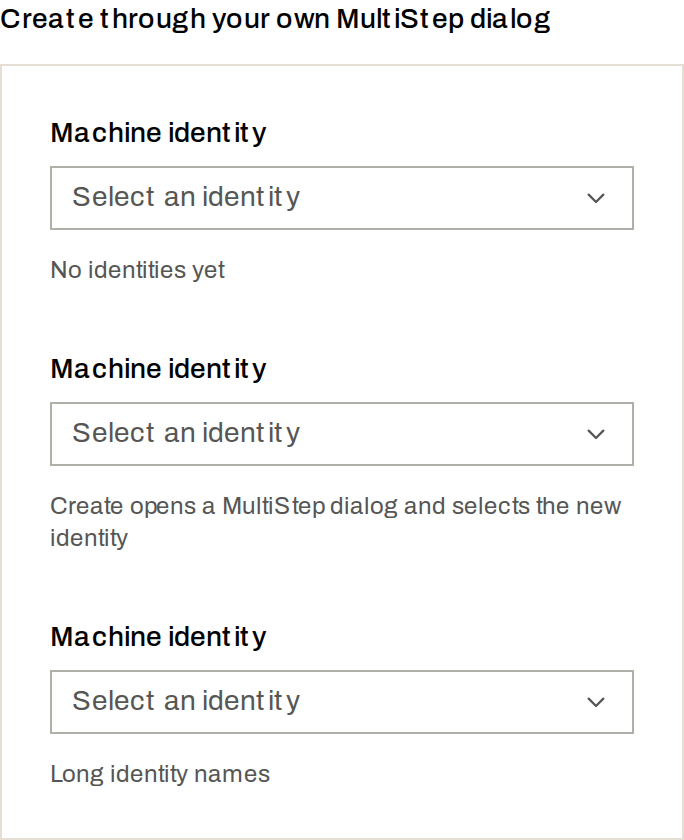 Create through your own MultiStep dialog
Machine identity
Select an identity
No identities yet
Machine identity
Select an identity
Create opens a MultiStep dialog and selects the new
identity
Machine identity
Select an identity
Long identity names